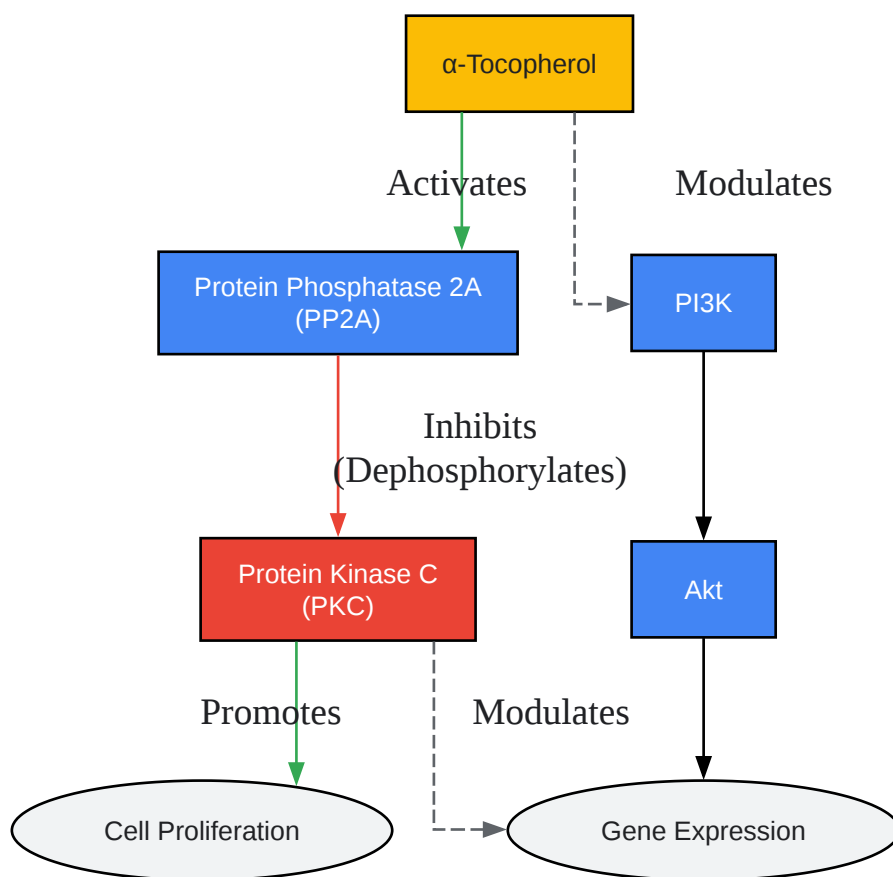 α-Tocopherol
Activates
Modulates
Protein Phosphatase 2A
(PP2A)
PI3K
Inhibits
(Dephosphorylates)
Protein Kinase C
(PKC)
Akt
Promotes
Modulates
Cell Proliferation
Gene Expression